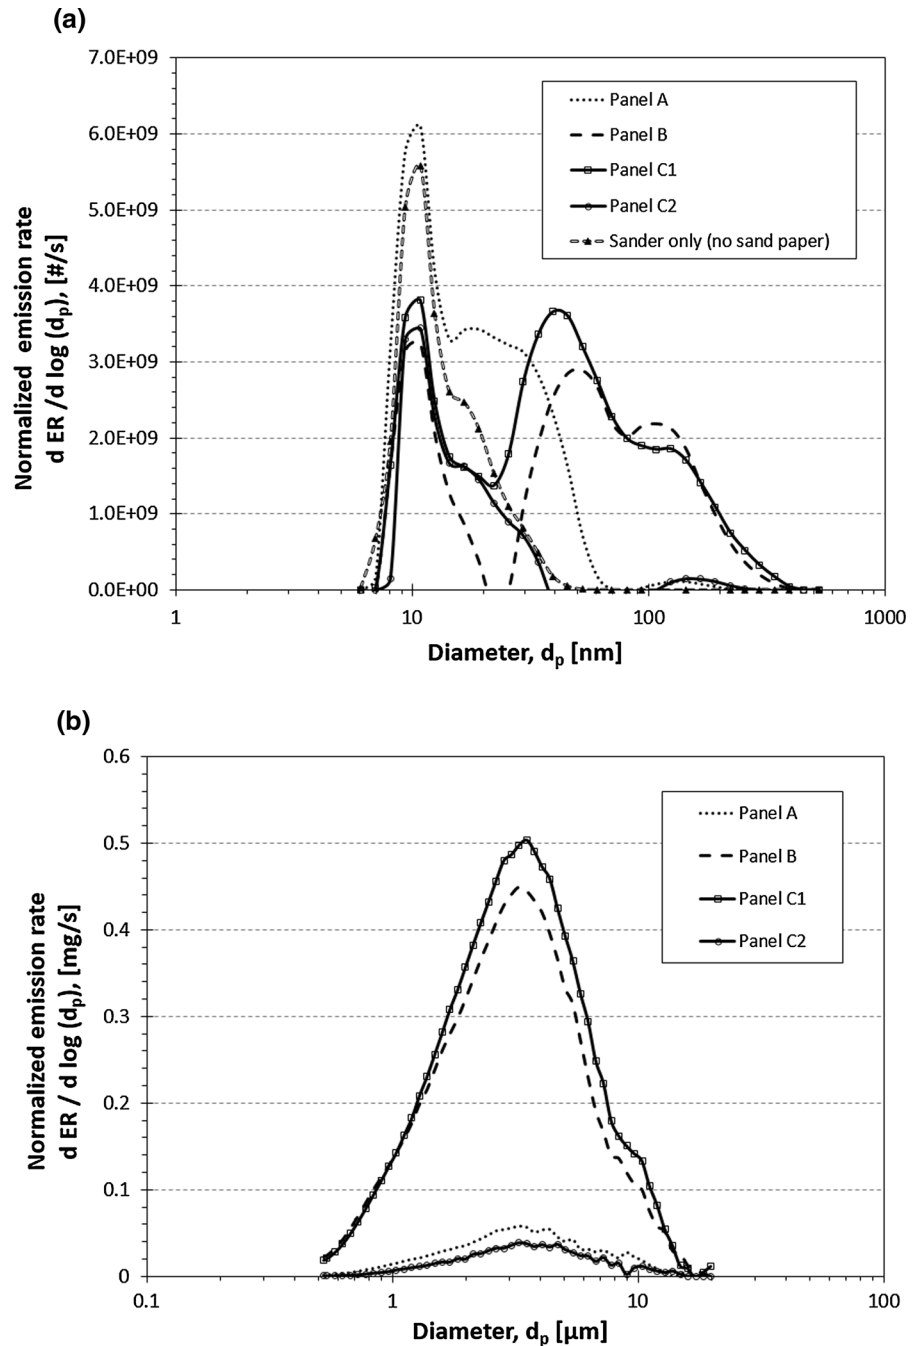 (a)
7.0E+09
6.0E+09
5.0E+09
4.0E+09
3.0E+09
2.0E+09
1.0E+09
0.0E+00
Normalized emission rate
d ER /d log (dp), [#/s]
Panel A
Panel B
Panel C1
Panel C2
Sander only (no sand paper)
1 10 100 1000
Diameter, dp [nm]
(b)
0.6
0.5
0.4
0.3
0.2
0.1
0
Normalized emission rate
d ER / d log (dp), [mg/s]
Panel A
Panel B
Panel C1
Panel C2
0.1 1 10 100
Diameter, dp [µm]